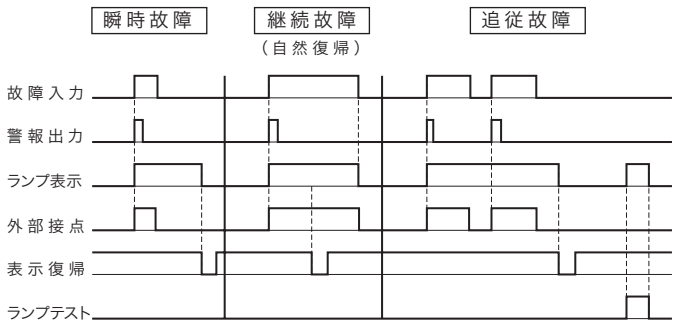 瞬時故障 継続故障 追従故障
(自然復帰)
故障入力
警報出力
ランプ表示
外部接点
表示復帰
ランプテスト